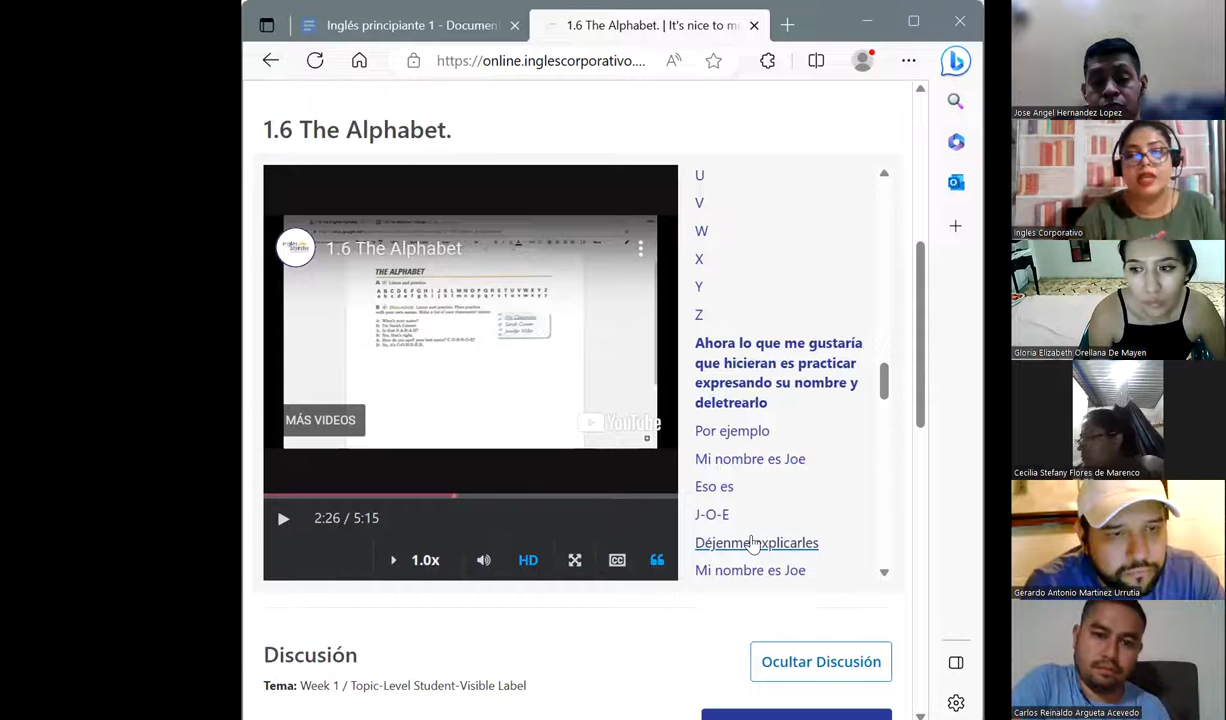 Inglés principiante 1 - Documen
1.6 The Alphabet. | It's nice to m
https://online.inglescorporativo....
1.6 The Alphabet.
1.6 The Alphabet
THE ALPHABET
MÁS VIDEOS
YouTube
2:26 / 5:15
1.0x
HD
CC
U
V
W
X
Y
Z
Ahora lo que me gustaría
que hicieran es practicar
expresando su nombre y
deletrearlo
Por ejemplo
Mi nombre es Joe
Eso es
J-O-E
Déjenme explicarles
Mi nombre es Joe
Discusión
Ocultar Discusión
Tema: Week 1 / Topic-Level Student-Visible Label
Jose Angel Hernandez Lopez
Ingles Corporativo
Gloria Elizabeth Orellana De Mayen
Cecilia Stefany Flores de Marenco
Gerardo Antonio Martinez Urrutia
Carlos Reinaldo Argueta Acevedo